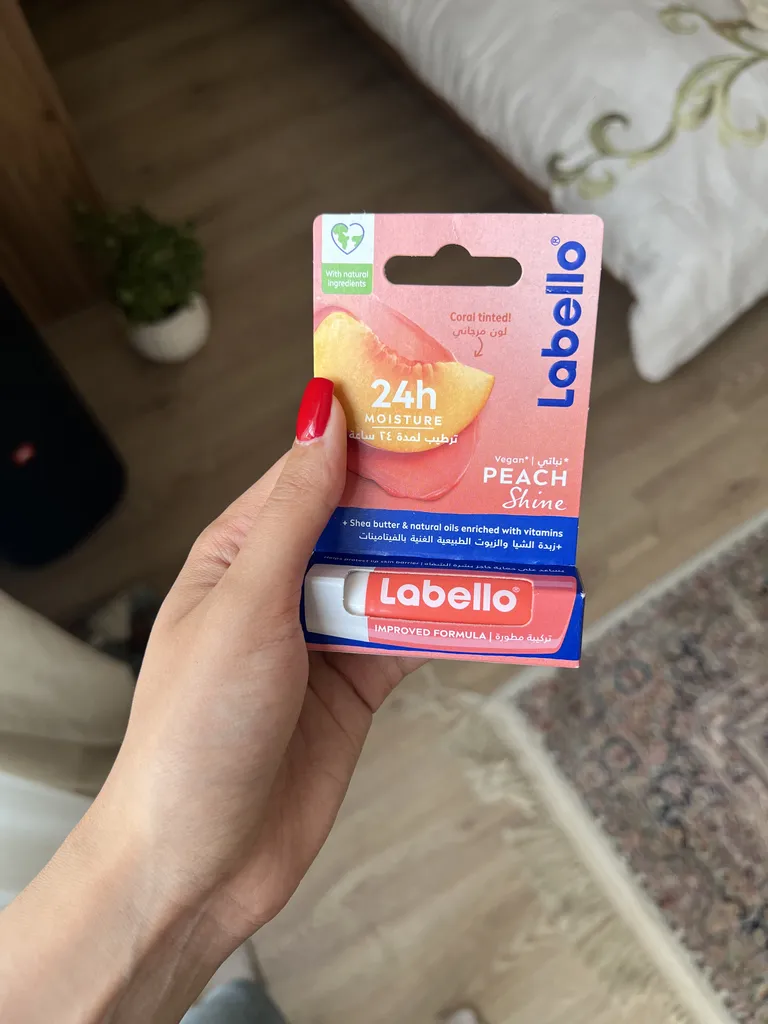 With natural
ingredients
Labello®
Coral tinted!
لون مرجاني
24h
MOISTURE
ترطيب لمدة ٢٤ ساعة
Vegan* | نباتي*
PEACH
Shine
+ Shea butter & natural oils enriched with vitamins
+زبدة الشيا والزيوت الطبيعية الغنية بالفيتامينات
Labello®
IMPROVED FORMULA | تركيبة مطورة